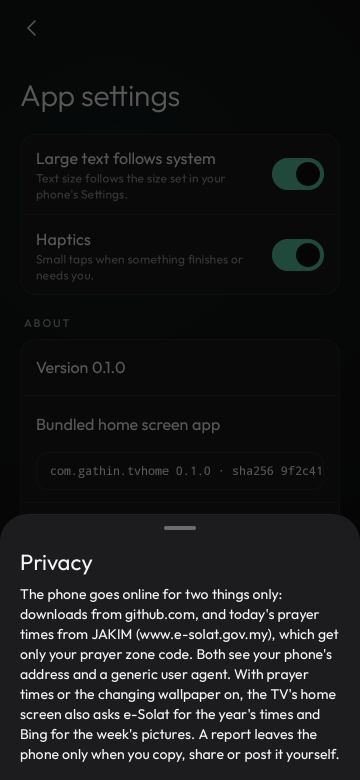 App settings
Large text follows system
Text size follows the size set in your
phone's Settings.
Haptics
Small taps when something finishes or
needs you.
ABOUT
Version 0.1.0
Bundled home screen app
com.gathin.tvhome 0.1.0 · sha256 9f2c41
Privacy
The phone goes online for two things only:
downloads from github.com, and today's prayer
times from JAKIM (www.e-solat.gov.my), which get
only your prayer zone code. Both see your phone's
address and a generic user agent. With prayer
times or the changing wallpaper on, the TV's home
screen also asks e-Solat for the year's times and
Bing for the week's pictures. A report leaves the
phone only when you copy, share or post it yourself.